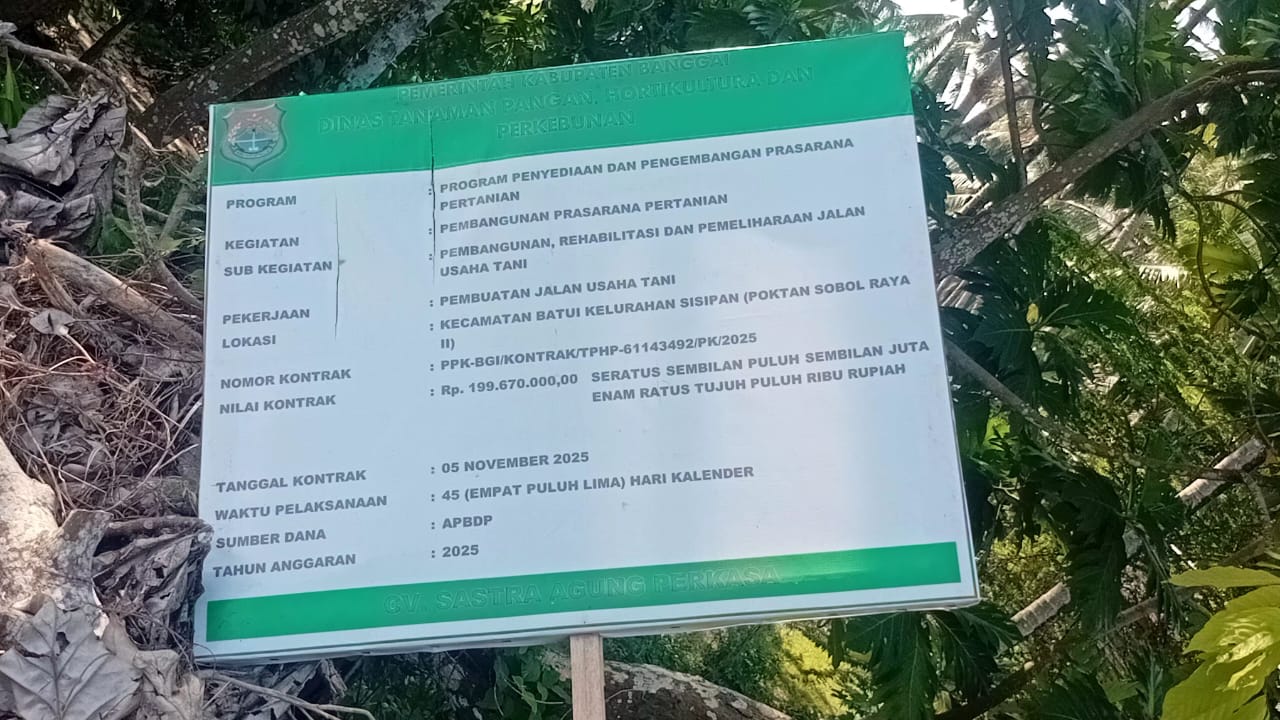 PEMERINTAH KABUPATEN BANGGAI
DINAS TANAMAN PANGAN, HORTIKULTURA DAN
PERKEBUNAN
PROGRAM : PROGRAM PENYEDIAAN DAN PENGEMBANGAN PRASARANA
PERTANIAN
KEGIATAN : PEMBANGUNAN PRASARANA PERTANIAN
SUB KEGIATAN : PEMBANGUNAN, REHABILITASI DAN PEMELIHARAAN JALAN
USAHA TANI
PEKERJAAN : PEMBUATAN JALAN USAHA TANI
LOKASI : KECAMATAN BATUI KELURAHAN SISIPAN (POKTAN SOBOL RAYA
II)
NOMOR KONTRAK : PPK-BGI/KONTRAK/TPHP-61143492/PK/2025
NILAI KONTRAK : Rp. 199.670.000,00 SERATUS SEMBILAN PULUH SEMBILAN JUTA
ENAM RATUS TUJUH PULUH RIBU RUPIAH
TANGGAL KONTRAK : 05 NOVEMBER 2025
WAKTU PELAKSANAAN : 45 (EMPAT PULUH LIMA) HARI KALENDER
SUMBER DANA : APBDP
TAHUN ANGGARAN : 2025
CV. SASTRA AGUNG PERKASA